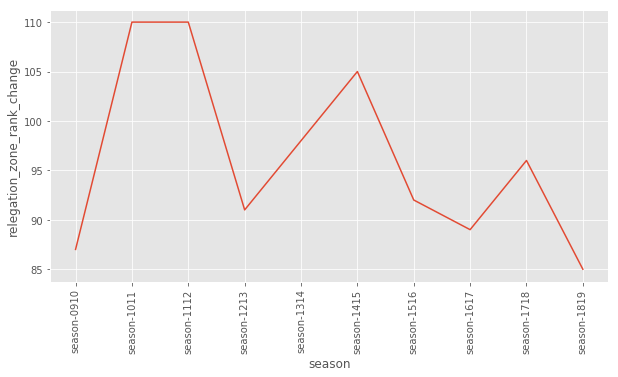 110
105
100
95
90
85
relegation_zone_rank_change
season-0910
season-1011
season-1112
season-1213
season-1314
season-1415
season-1516
season-1617
season-1718
season-1819
season